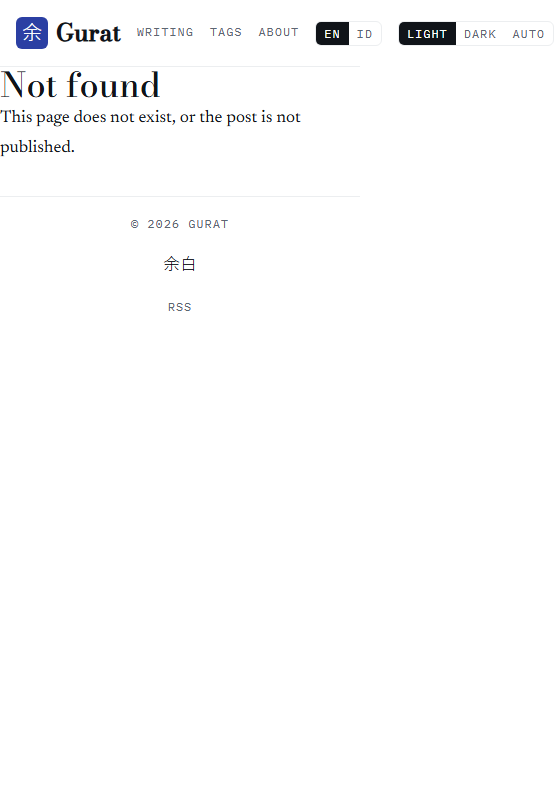 余 Gurat WRITING TAGS ABOUT EN ID LIGHT DARK AUTO
Not found
This page does not exist, or the post is not
published.
© 2026 GURAT
余白
RSS